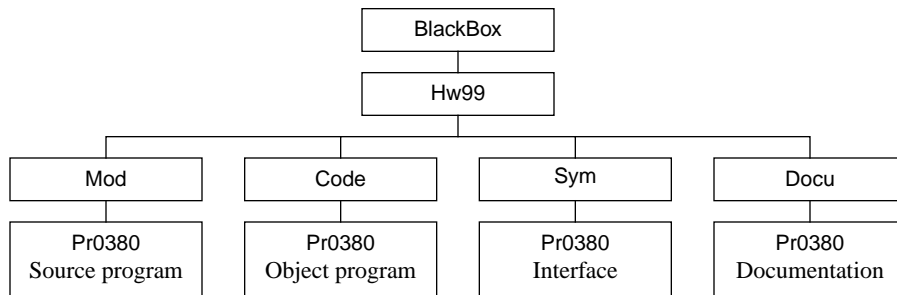 BlackBox
Hw99
Mod
Code
Sym
Docu
Pr0380
Source program
Pr0380
Object program
Pr0380
Interface
Pr0380
Documentation